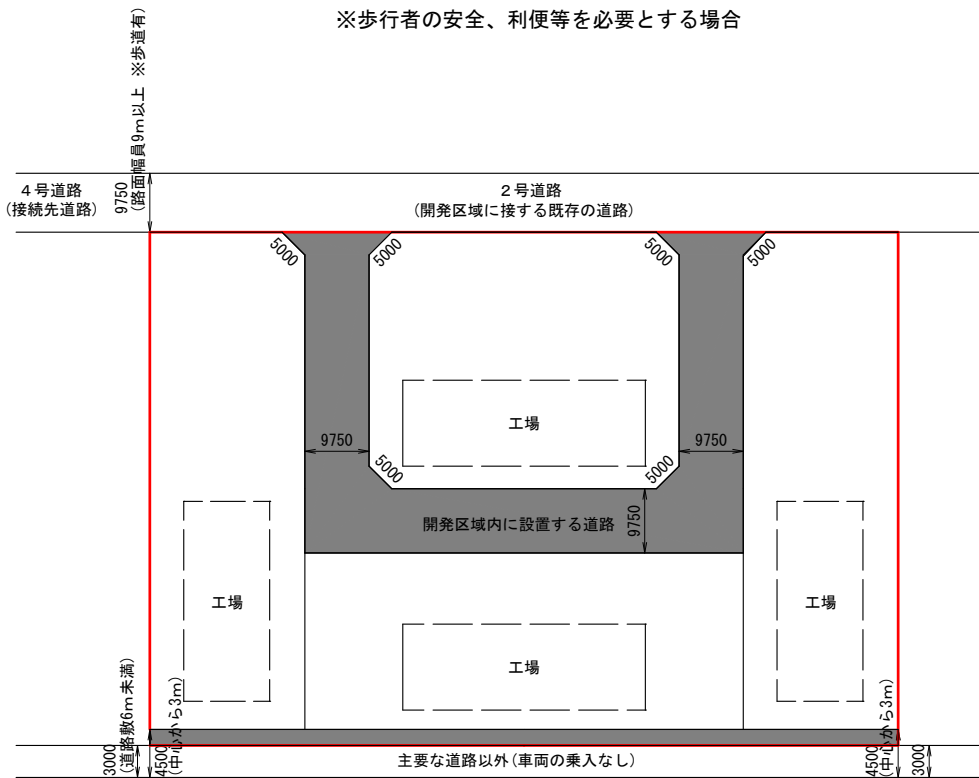 ※歩行者の安全、利便等を必要とする場合
9750
(路面幅員9m以上 ※歩道有)
4号道路
(接続先道路)
2号道路
(開発区域に接する既存の道路)
5000
5000
5000
5000
工場
9750
9750
5000
5000
開発区域内に設置する道路
9750
工場
工場
工場
3000
(道路敷6m未満)
4500
(中心から3m)
主要な道路以外(車両の乗入なし)
4500
(中心から3m)
3000